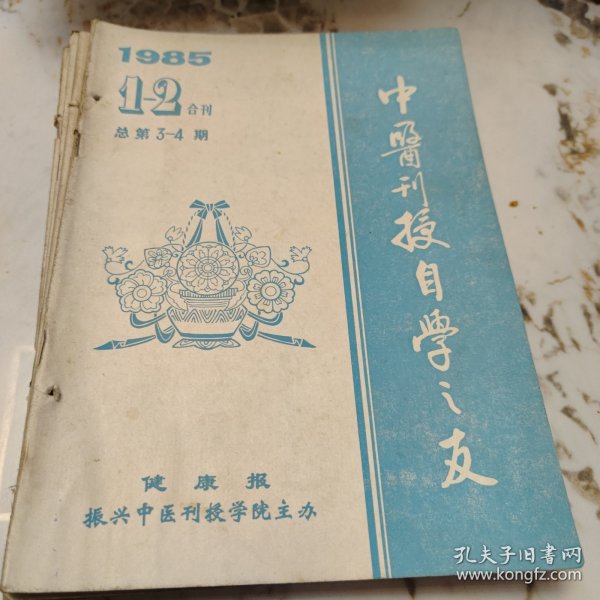 1985
1-2 合刊
总第3-4期
中醫刊授自学之友
健康报
振兴中医刊授学院主办
孔夫子旧书网
www.kongfz.com